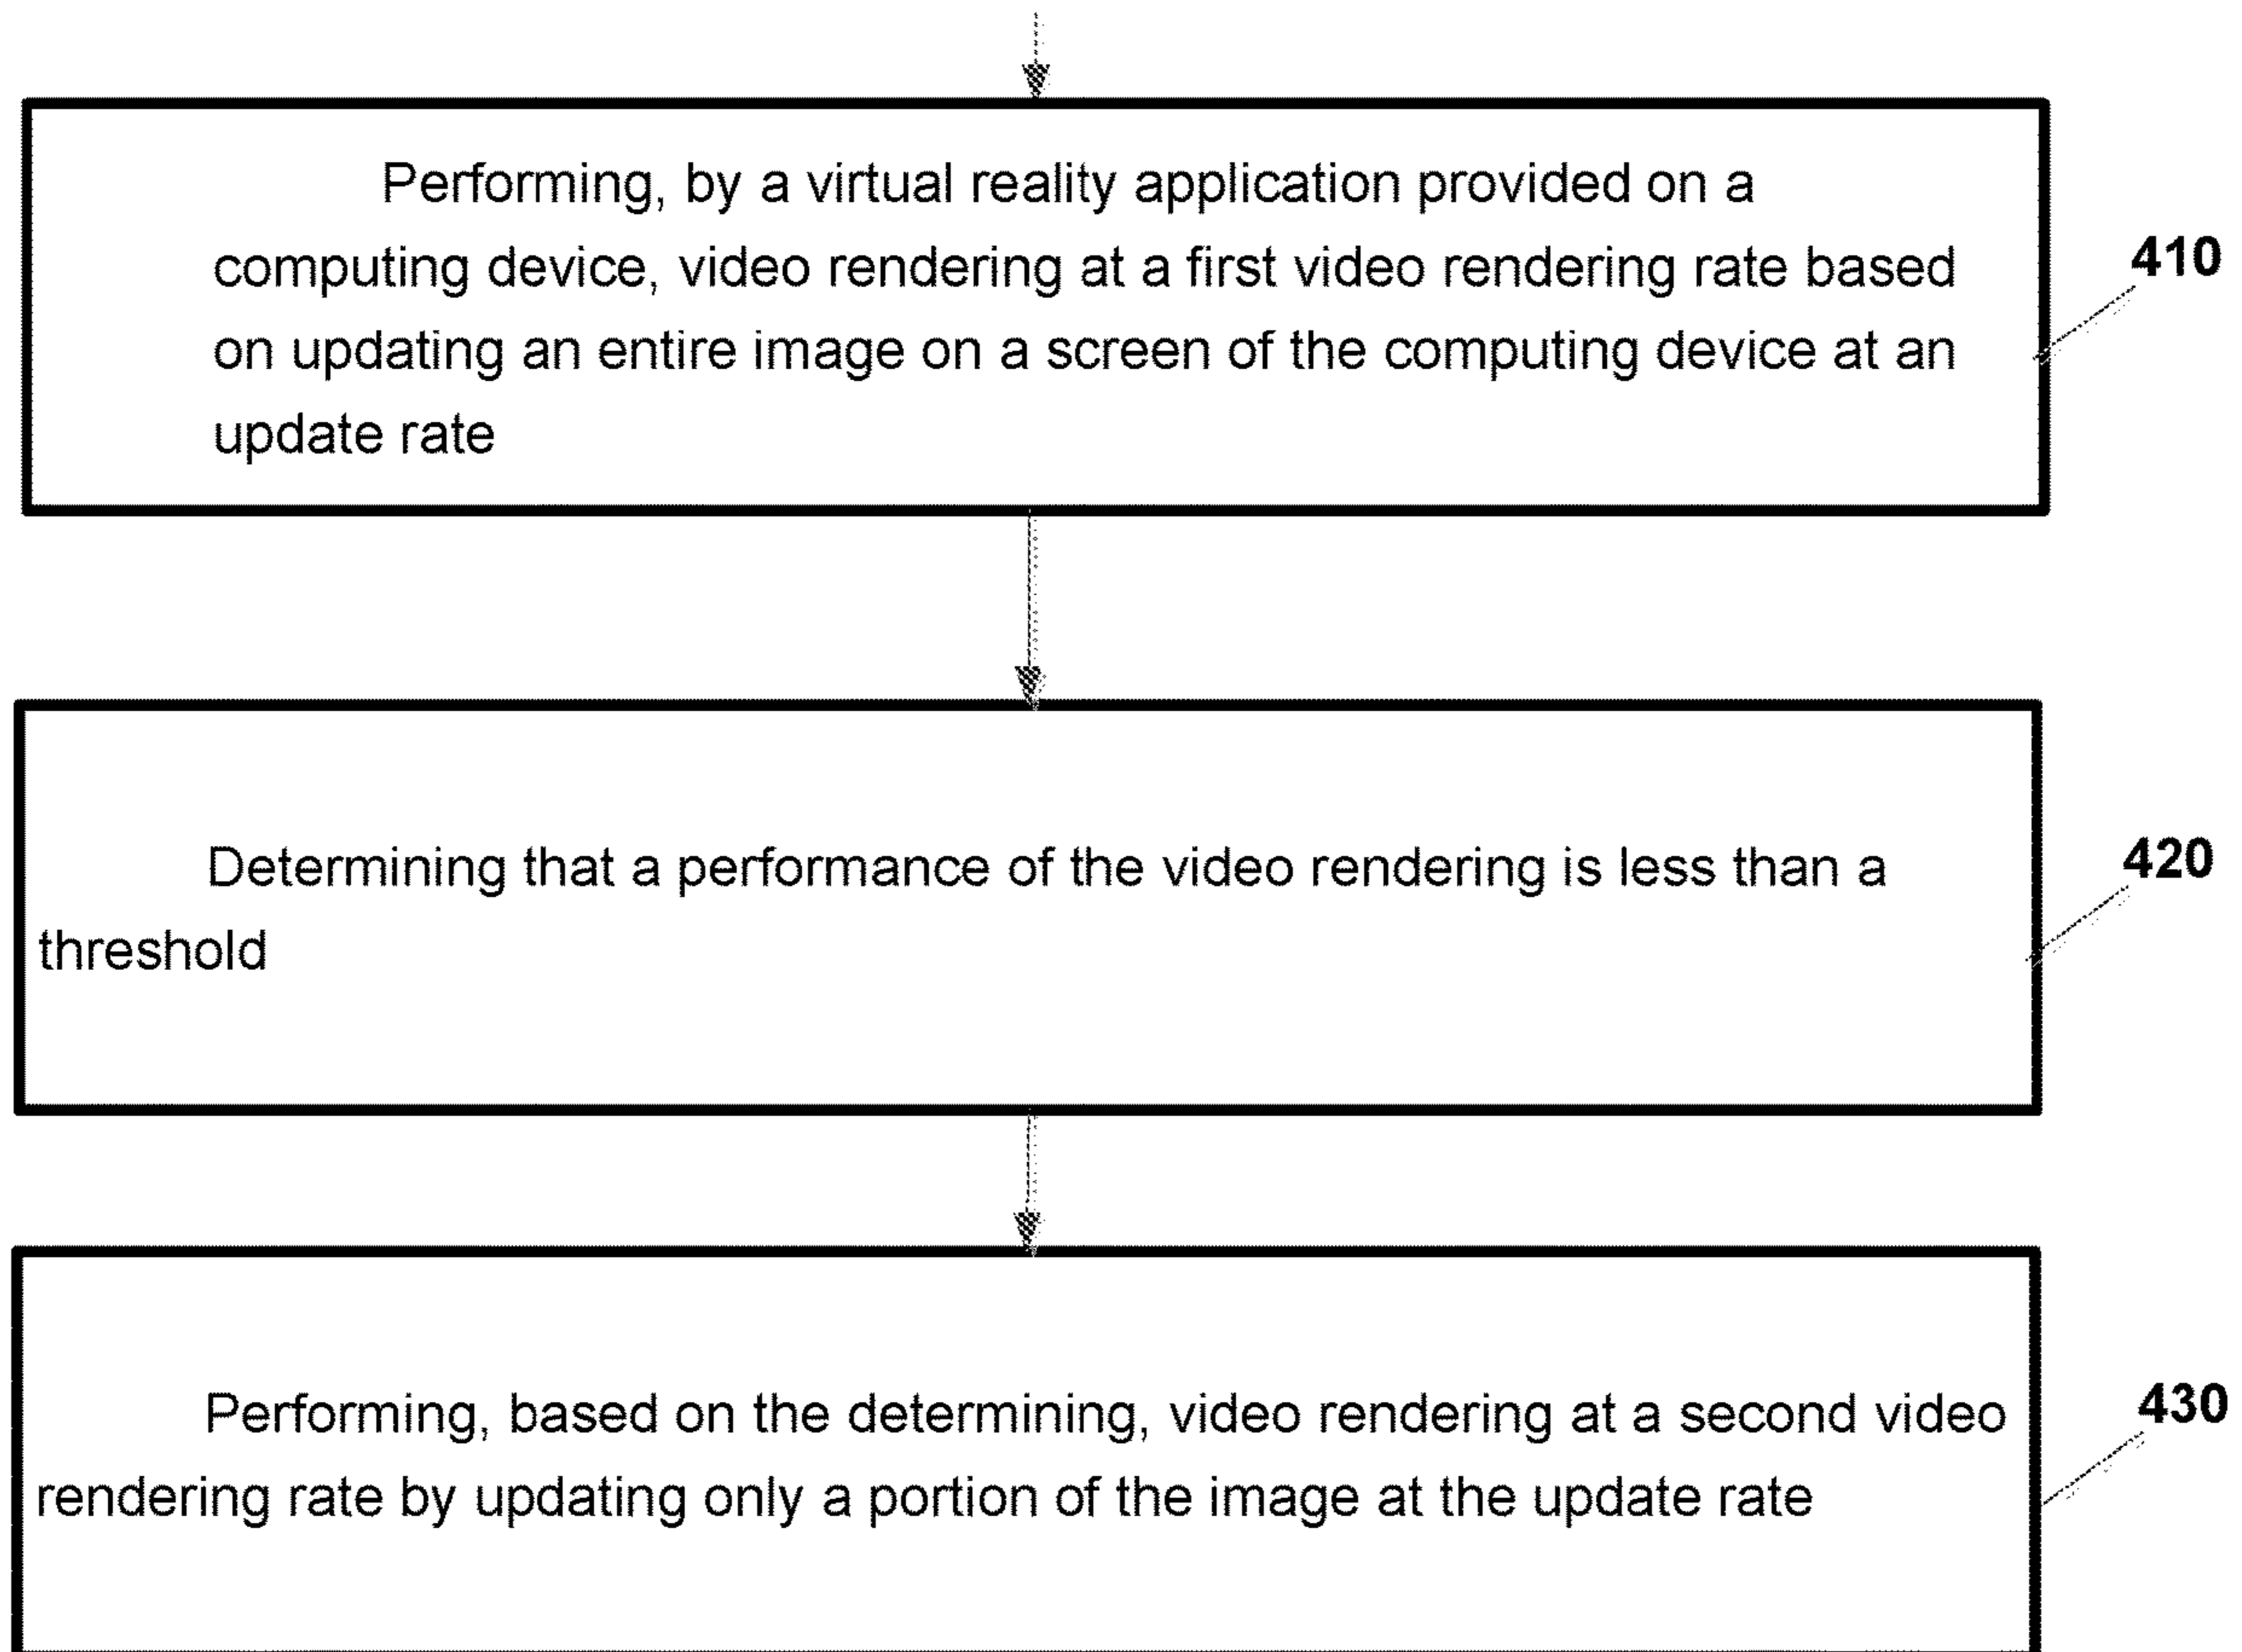 Performing, by a virtual reality application provided on a
computing device, video rendering at a first video rendering rate based
410
on updating an entire image on a screen of the computing device at an
update rate
Determining that a performance of the video rendering is less than a
420
threshold
Performing, based on the determining, video rendering at a second video
430
rendering rate by updating only a portion of the image at the update rate